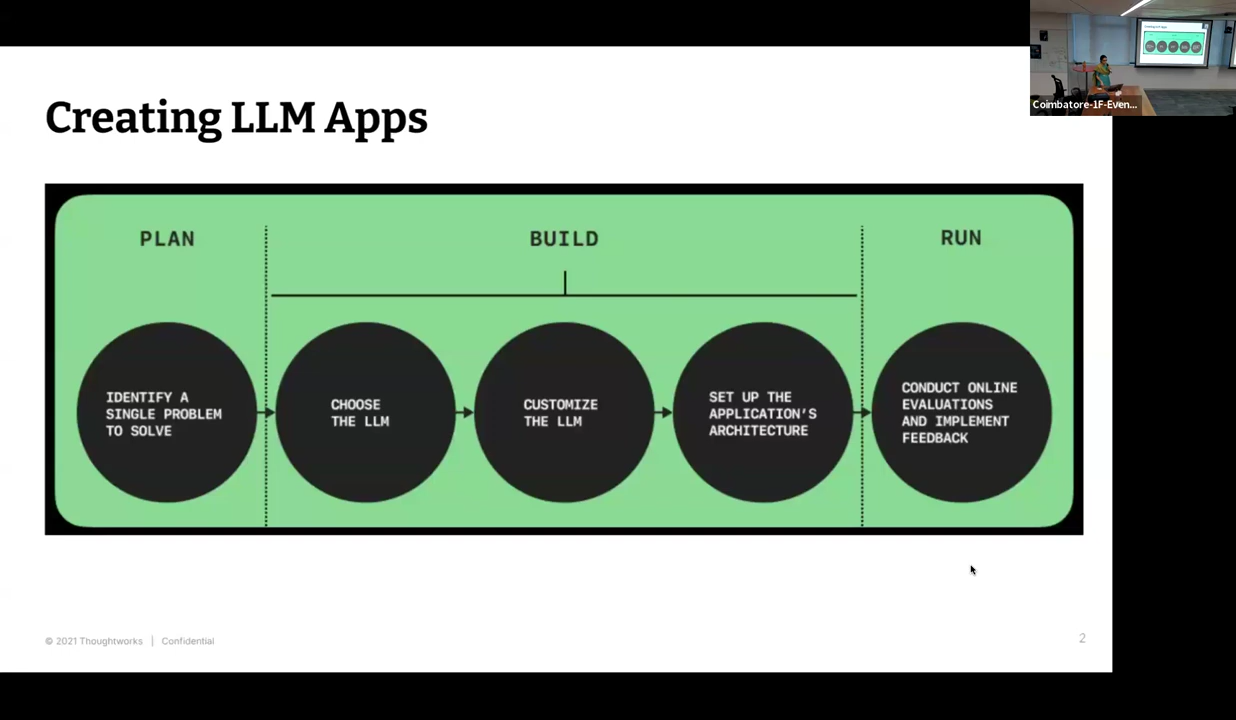 Creating LLM Apps
PLAN
BUILD
RUN
IDENTIFY A
SINGLE PROBLEM
TO SOLVE
CHOOSE
THE LLM
CUSTOMIZE
THE LLM
SET UP THE
APPLICATION'S
ARCHITECTURE
CONDUCT ONLINE
EVALUATIONS
AND IMPLEMENT
FEEDBACK
© 2021 Thoughtworks | Confidential
2
Coimbatore-1F-Even...